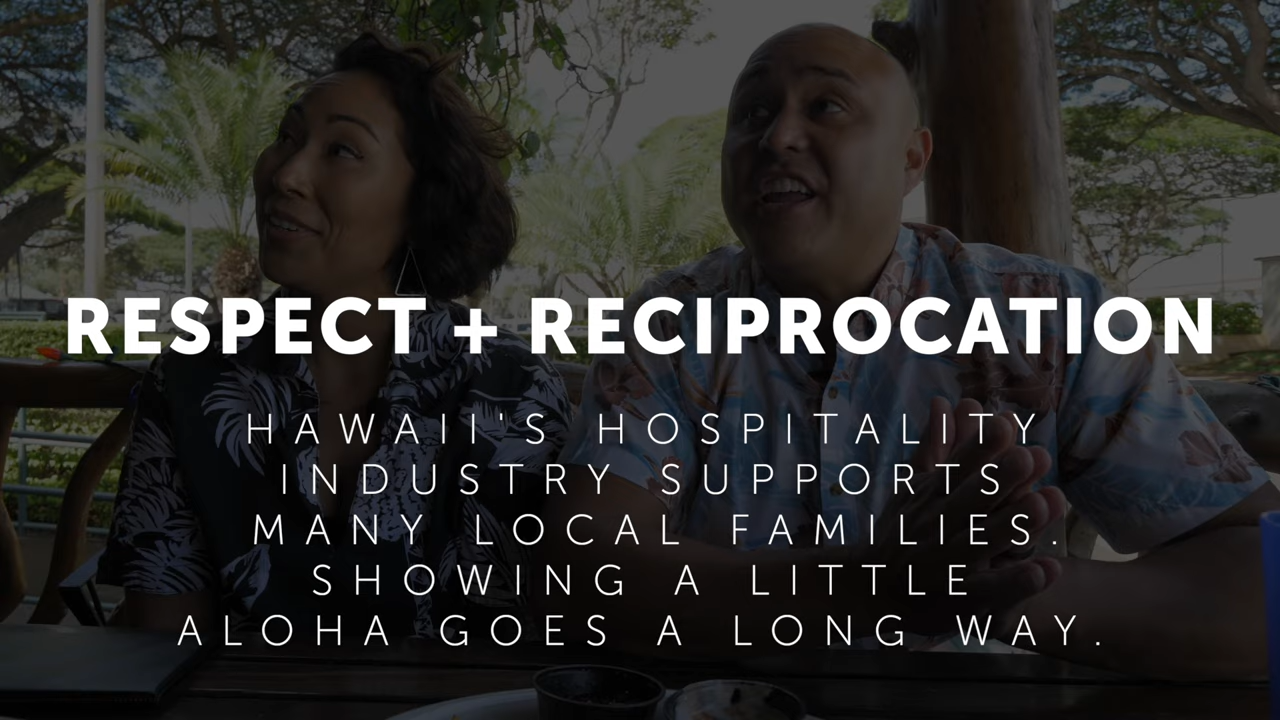 RESPECT + RECIPROCATION
HAWAII'S HOSPITALITY
INDUSTRY SUPPORTS
MANY LOCAL FAMILIES.
SHOWING A LITTLE
ALOHA GOES A LONG WAY.